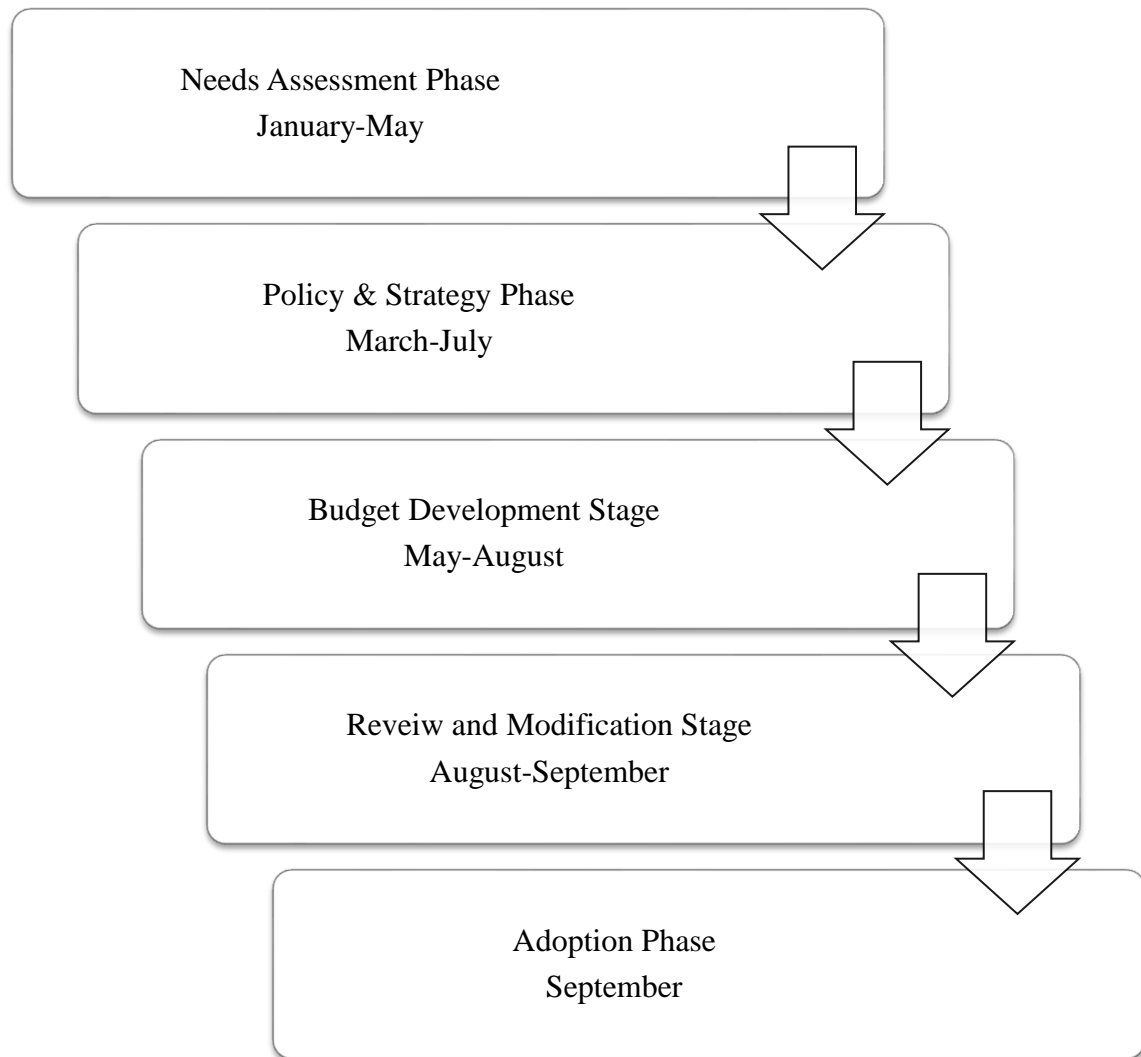 Needs Assessment Phase
January-May
Policy & Strategy Phase
March-July
Budget Development Stage
May-August
Reveiw and Modification Stage
August-September
Adoption Phase
September